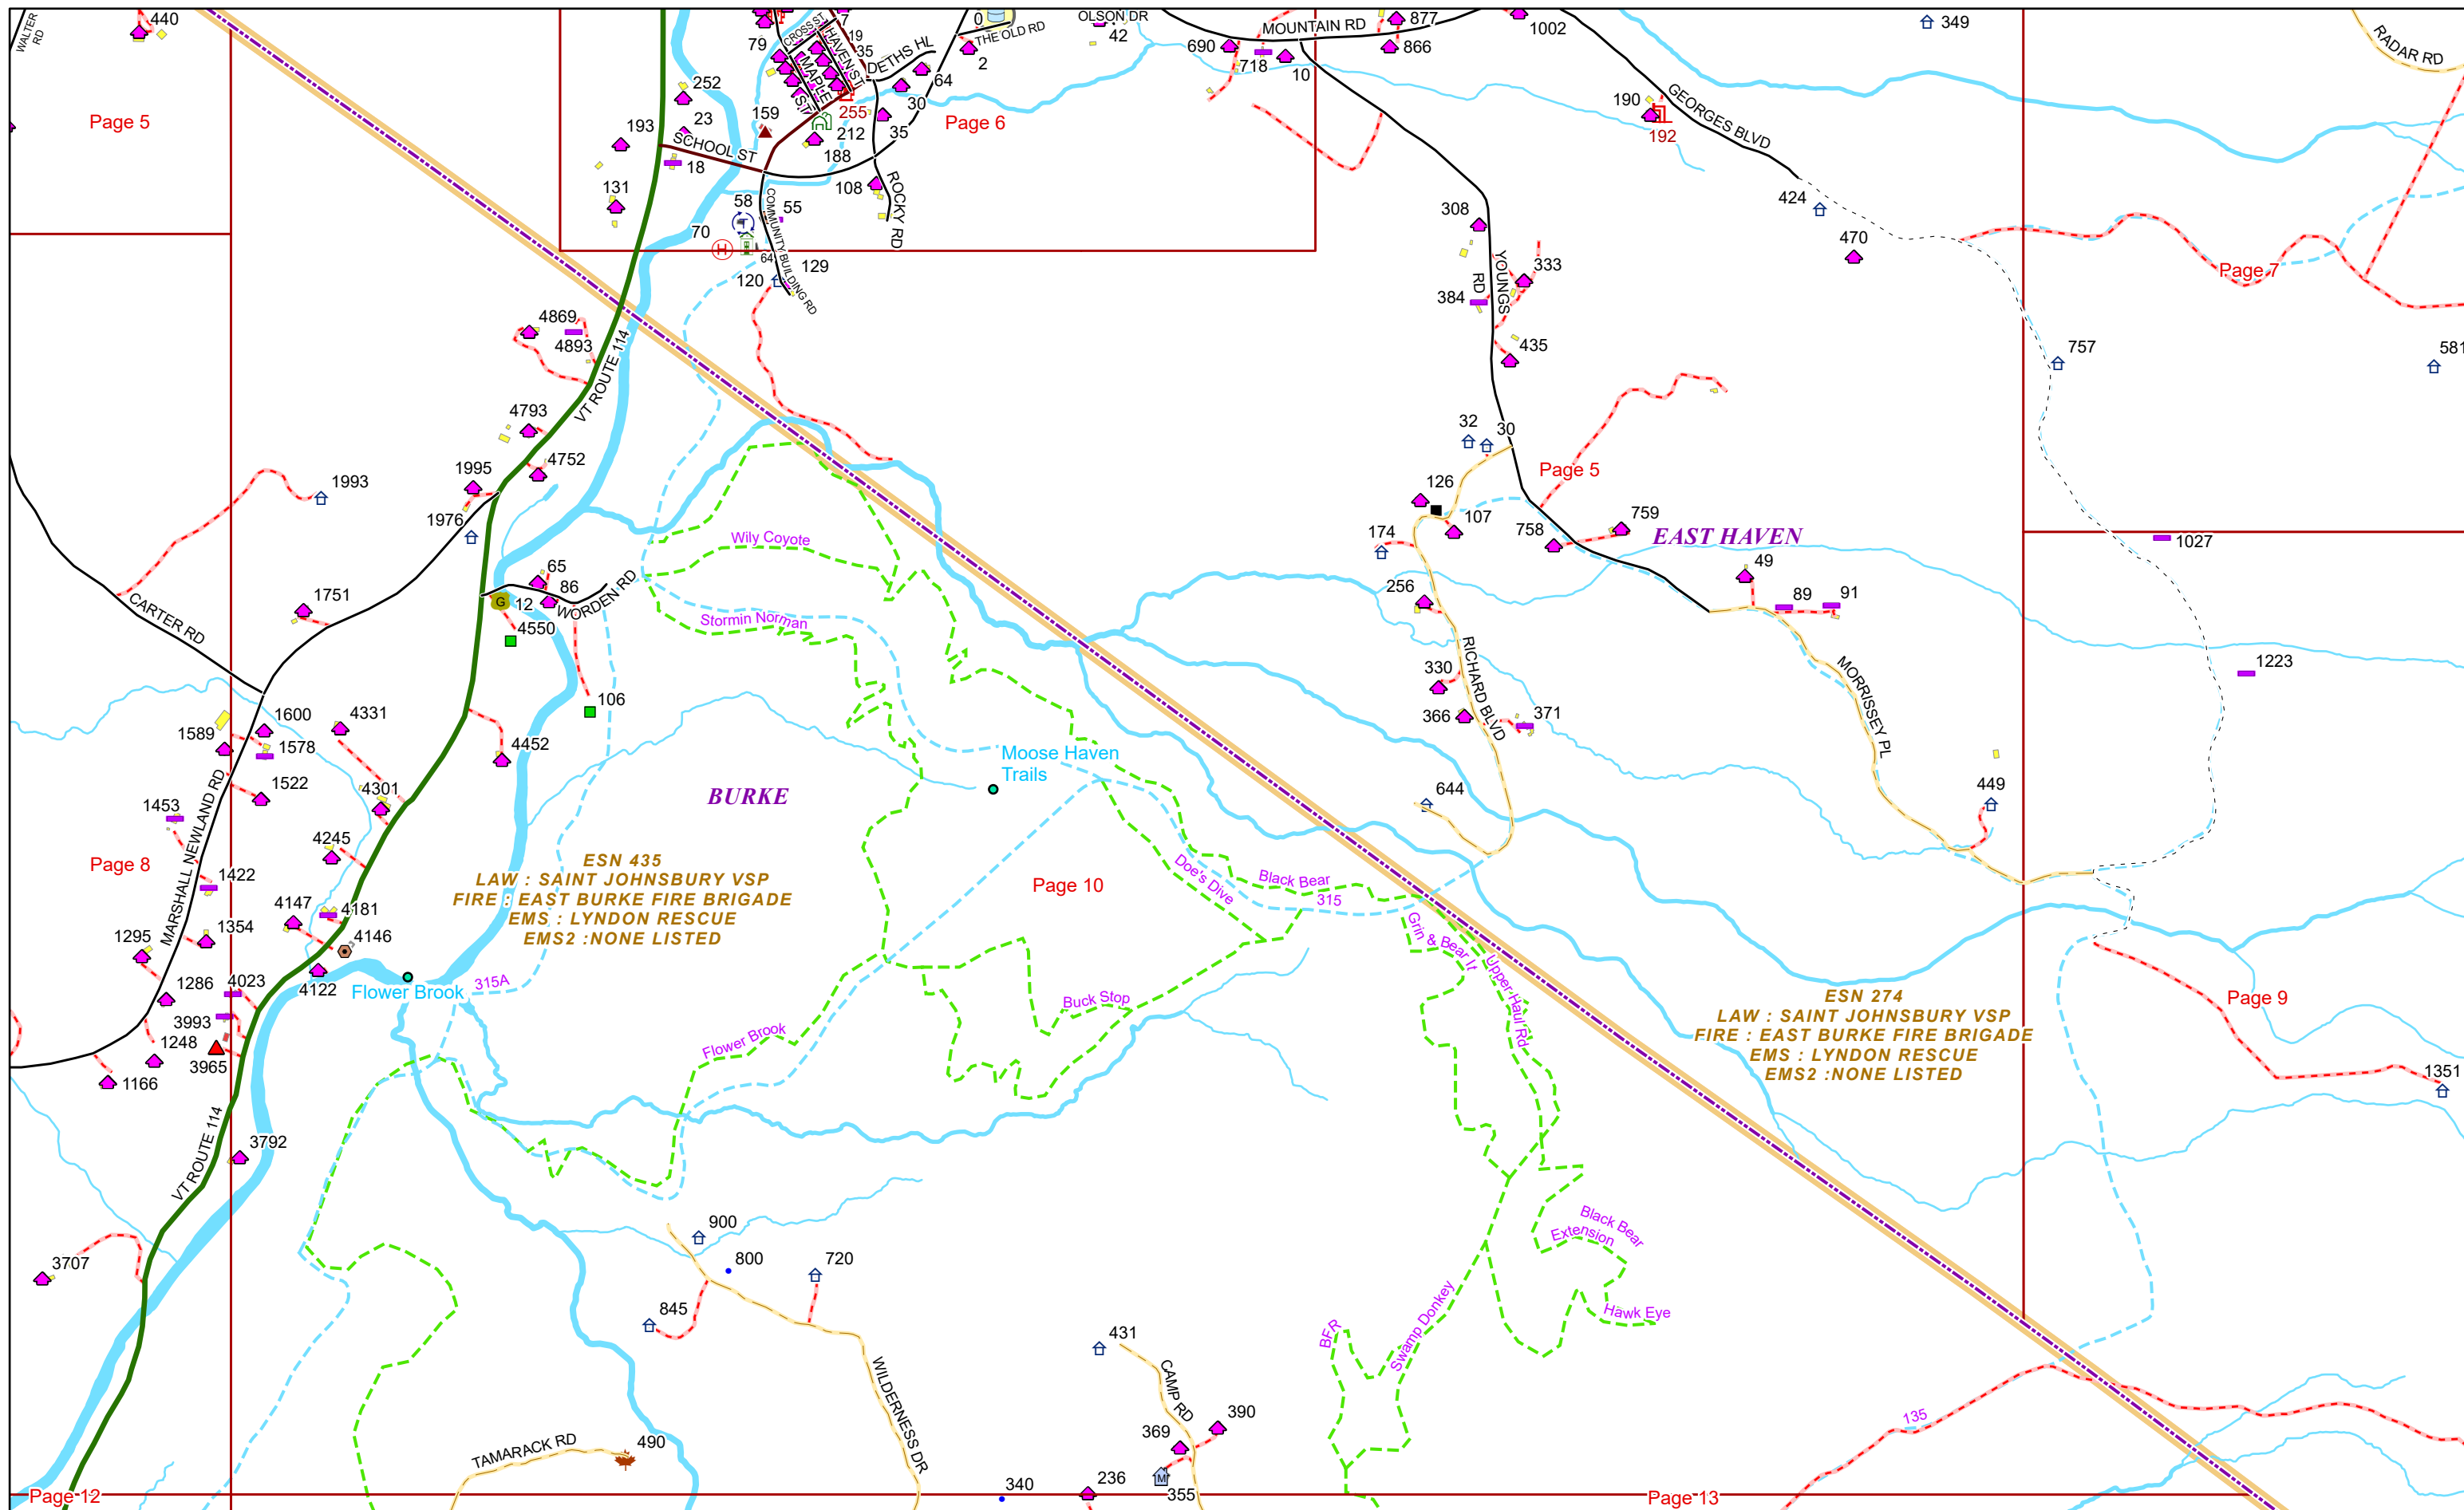 WALTER
RD
440
79
CROSS ST
7
19
35
HAVEN ST
MAPLE
ST
DETHS HL
0
THE OLD RD
2
OLSON DR
42
MOUNTAIN RD
877
866
1002
690
718
10
349
RADAR RD
Page 5
252
193
23
159
255
212
188
64
30
35
Page 6
190
192
GEORGES BLVD
SCHOOL ST
18
131
108
ROCKY RD
58
55
COMMUNITY BUILDING RD
70
64
120
129
308
424
470
YOUNGS
RD
333
384
435
Page 7
757
581
4869
4893
VT ROUTE 114
4793
4752
1995
1993
1976
32
30
Page 5
126
107
174
758
759
EAST HAVEN
1027
Wily Coyote
65
86
G
12
WORDEN RD
4550
Stormin Norman
256
49
89
91
CARTER RD
1751
RICHARD BLVD
330
366
371
MORRISSEY PL
1223
106
1600
1589
1578
4331
4452
Moose Haven
Trails
1522
4301
1453
BURKE
644
449
MARSHALL NEWLAND RD
4245
Page 8
ESN 435
LAW : SAINT JOHNSBURY VSP
FIRE : EAST BURKE FIRE BRIGADE
EMS : LYNDON RESCUE
EMS2 :NONE LISTED
Page 10
Doe's Dive
Black Bear
315
1422
4147
4181
4146
1354
1295
Grin & Bear It
Upper Haul Rd
1286
4023
4122
Flower Brook
315A
Buck Stop
3993
1248
3965
1166
Flower Brook
ESN 274
LAW : SAINT JOHNSBURY VSP
FIRE : EAST BURKE FIRE BRIGADE
EMS : LYNDON RESCUE
EMS2 :NONE LISTED
Page 9
1351
VT ROUTE 114
3792
3707
900
800
720
845
Black Bear
Extension
Hawk Eye
BFR
Swamp Donkey
431
WILDERNESS DR
CAMP RD
390
369
M
355
236
340
135
TAMARACK RD
490
Page 12
Page 13